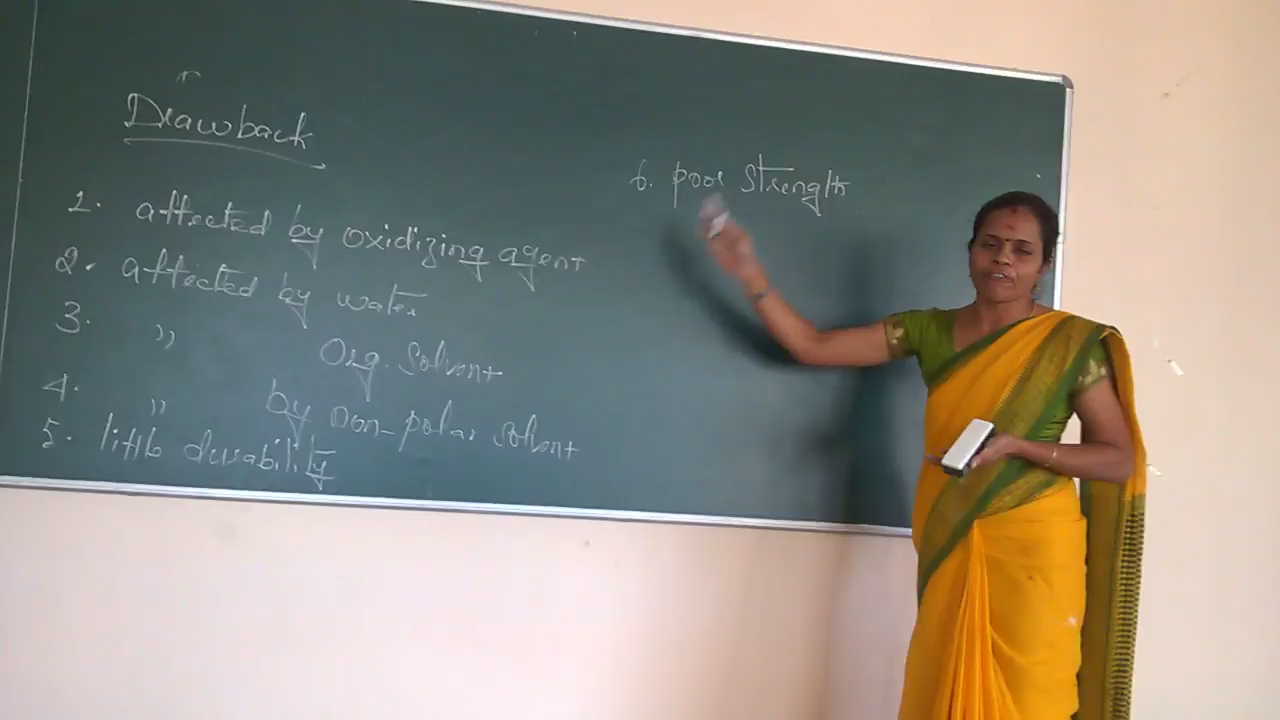 Drawback
1. affected by oxidizing agent
2. affected by water
3. " Org. Solvent
4. " by non-polar solvent
5. little durability
6. poor strength